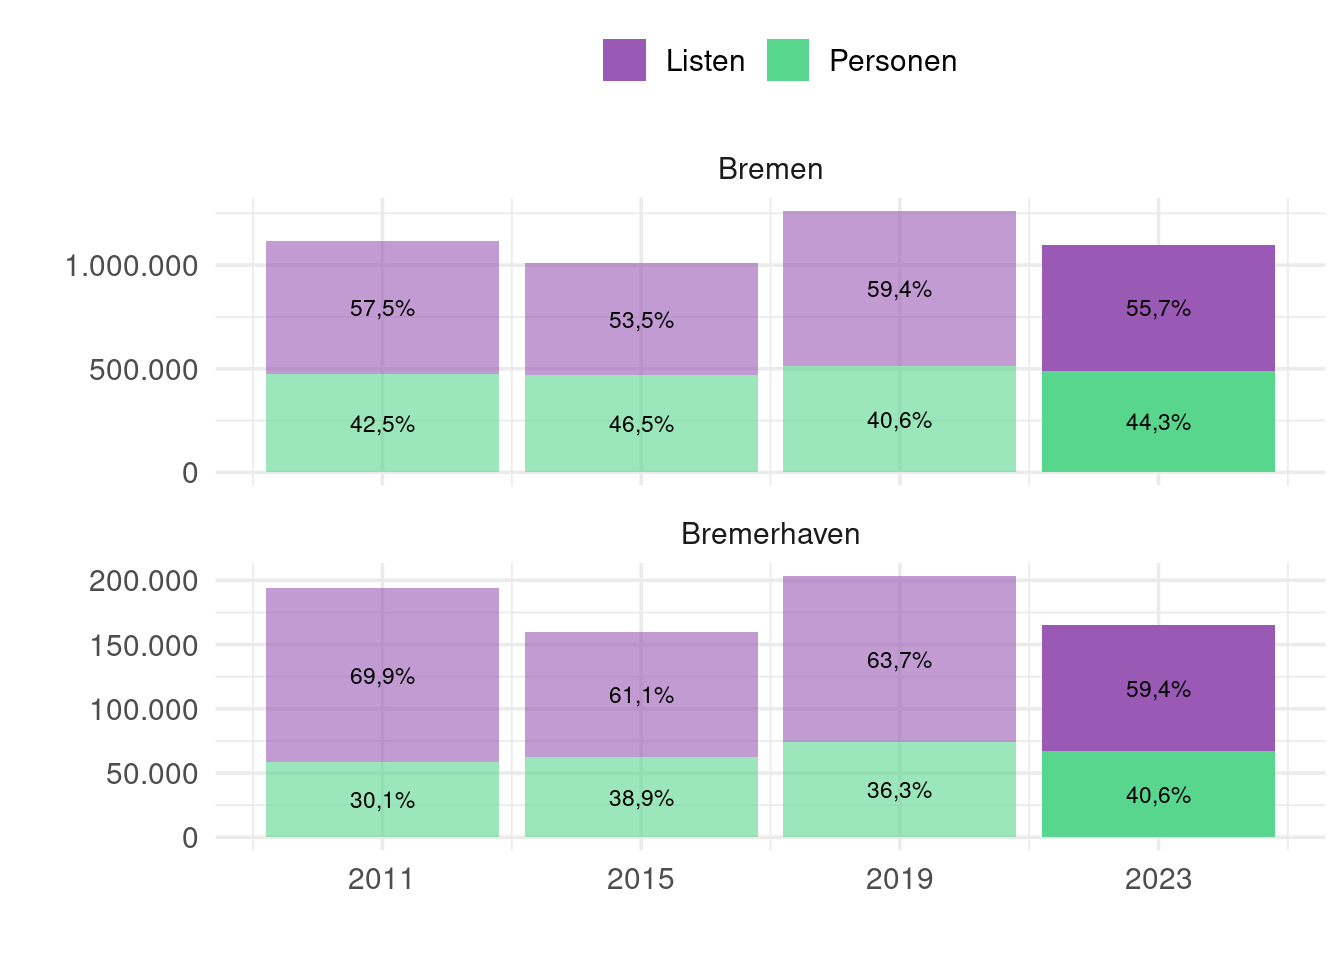 Listen Personen
Bremen
1.000.000
500.000
0
57,5% 53,5% 59,4% 55,7%
42,5% 46,5% 40,6% 44,3%
Bremerhaven
200.000
150.000
100.000
50.000
0
69,9% 61,1% 63,7% 59,4%
30,1% 38,9% 36,3% 40,6%
2011 2015 2019 2023